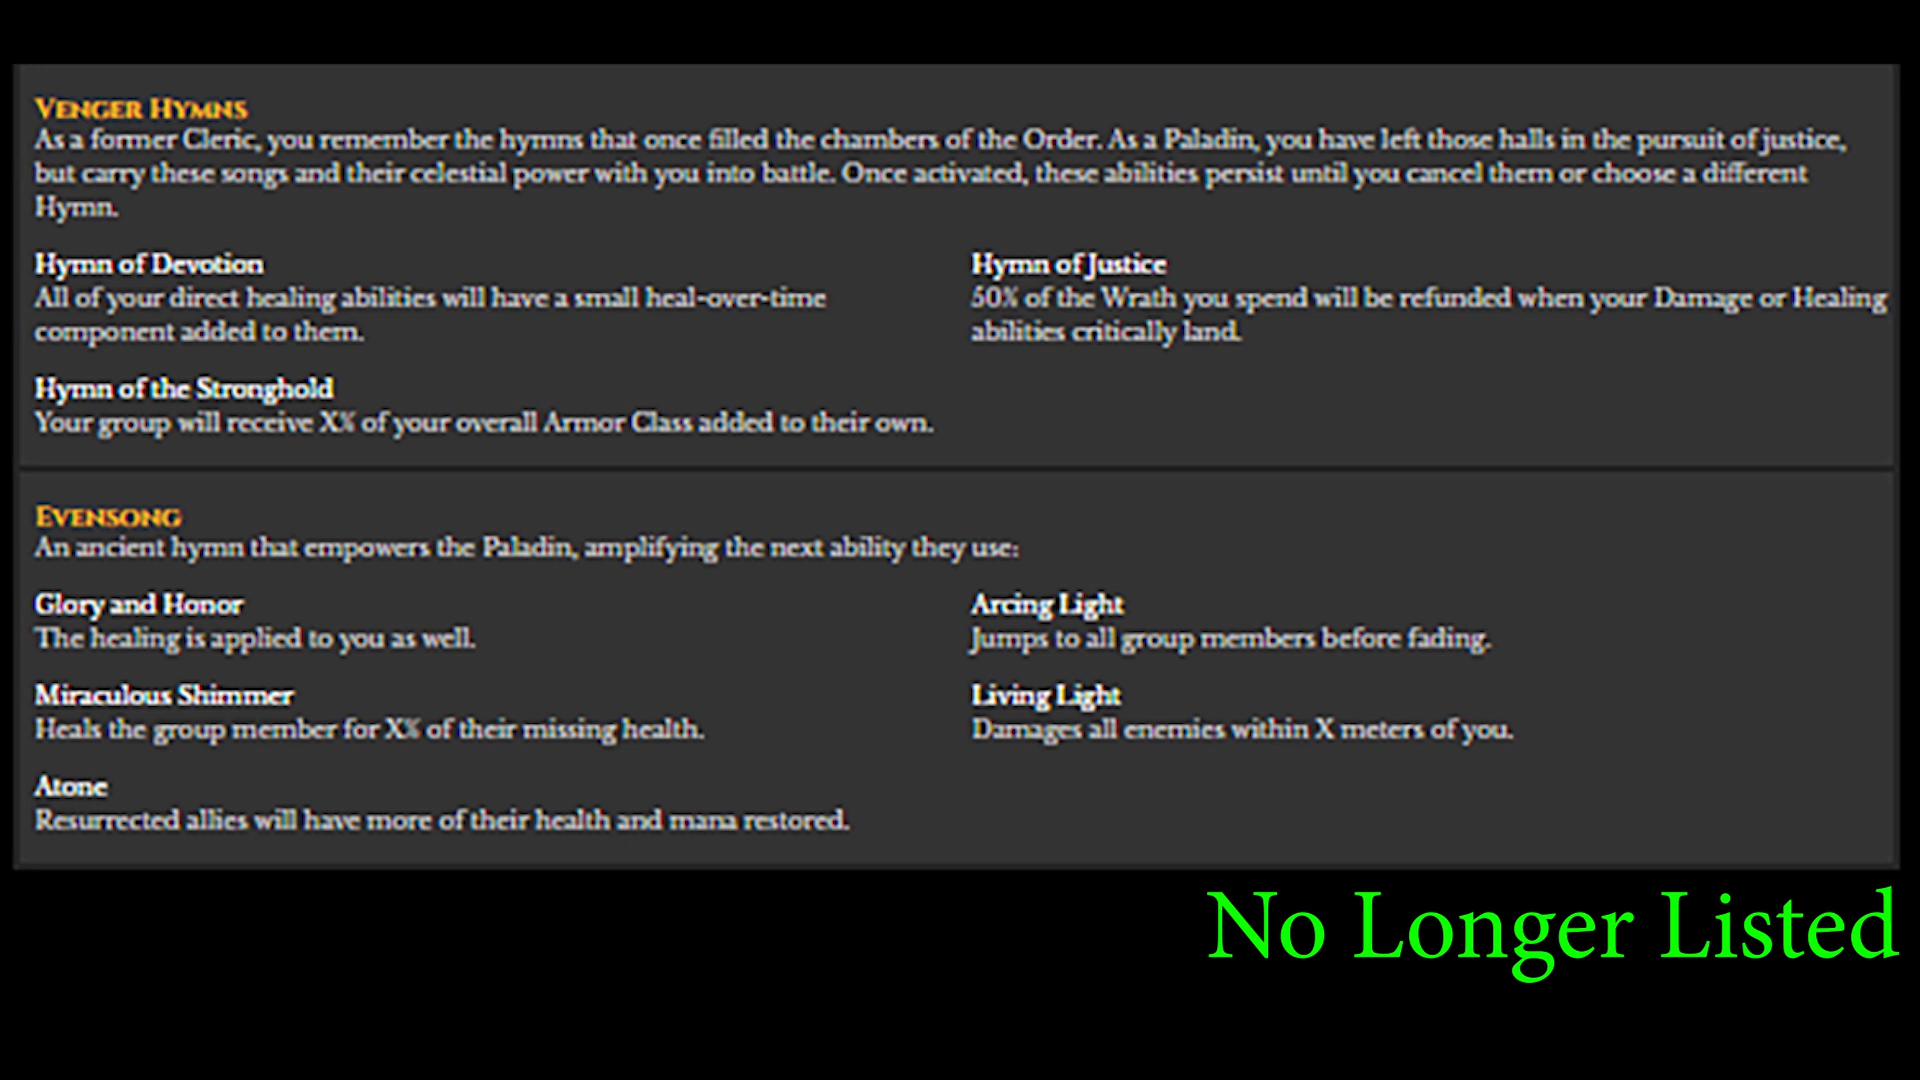 VENGER HYMNS
As a former Cleric, you remember the hymns that once filled the chambers of the Order. As a Paladin, you have left those halls in the pursuit of justice,
but carry these songs and their celestial power with you into battle. Once activated, these abilities persist until you cancel them or choose a different
Hymn.
Hymn of Devotion
All of your direct healing abilities will have a small heal-over-time
component added to them.
Hymn of Justice
50% of the Wrath you spend will be refunded when your Damage or Healing
abilities critically land.
Hymn of the Stronghold
Your group will receive X% of your overall Armor Class added to their own.
EVENSONG
An ancient hymn that empowers the Paladin, amplifying the next ability they use:
Glory and Honor
The healing is applied to you as well.
Arcing Light
Jumps to all group members before fading.
Miraculous Shimmer
Heals the group member for X% of their missing health.
Living Light
Damages all enemies within X meters of you.
Atone
Resurrected allies will have more of their health and mana restored.
No Longer Listed